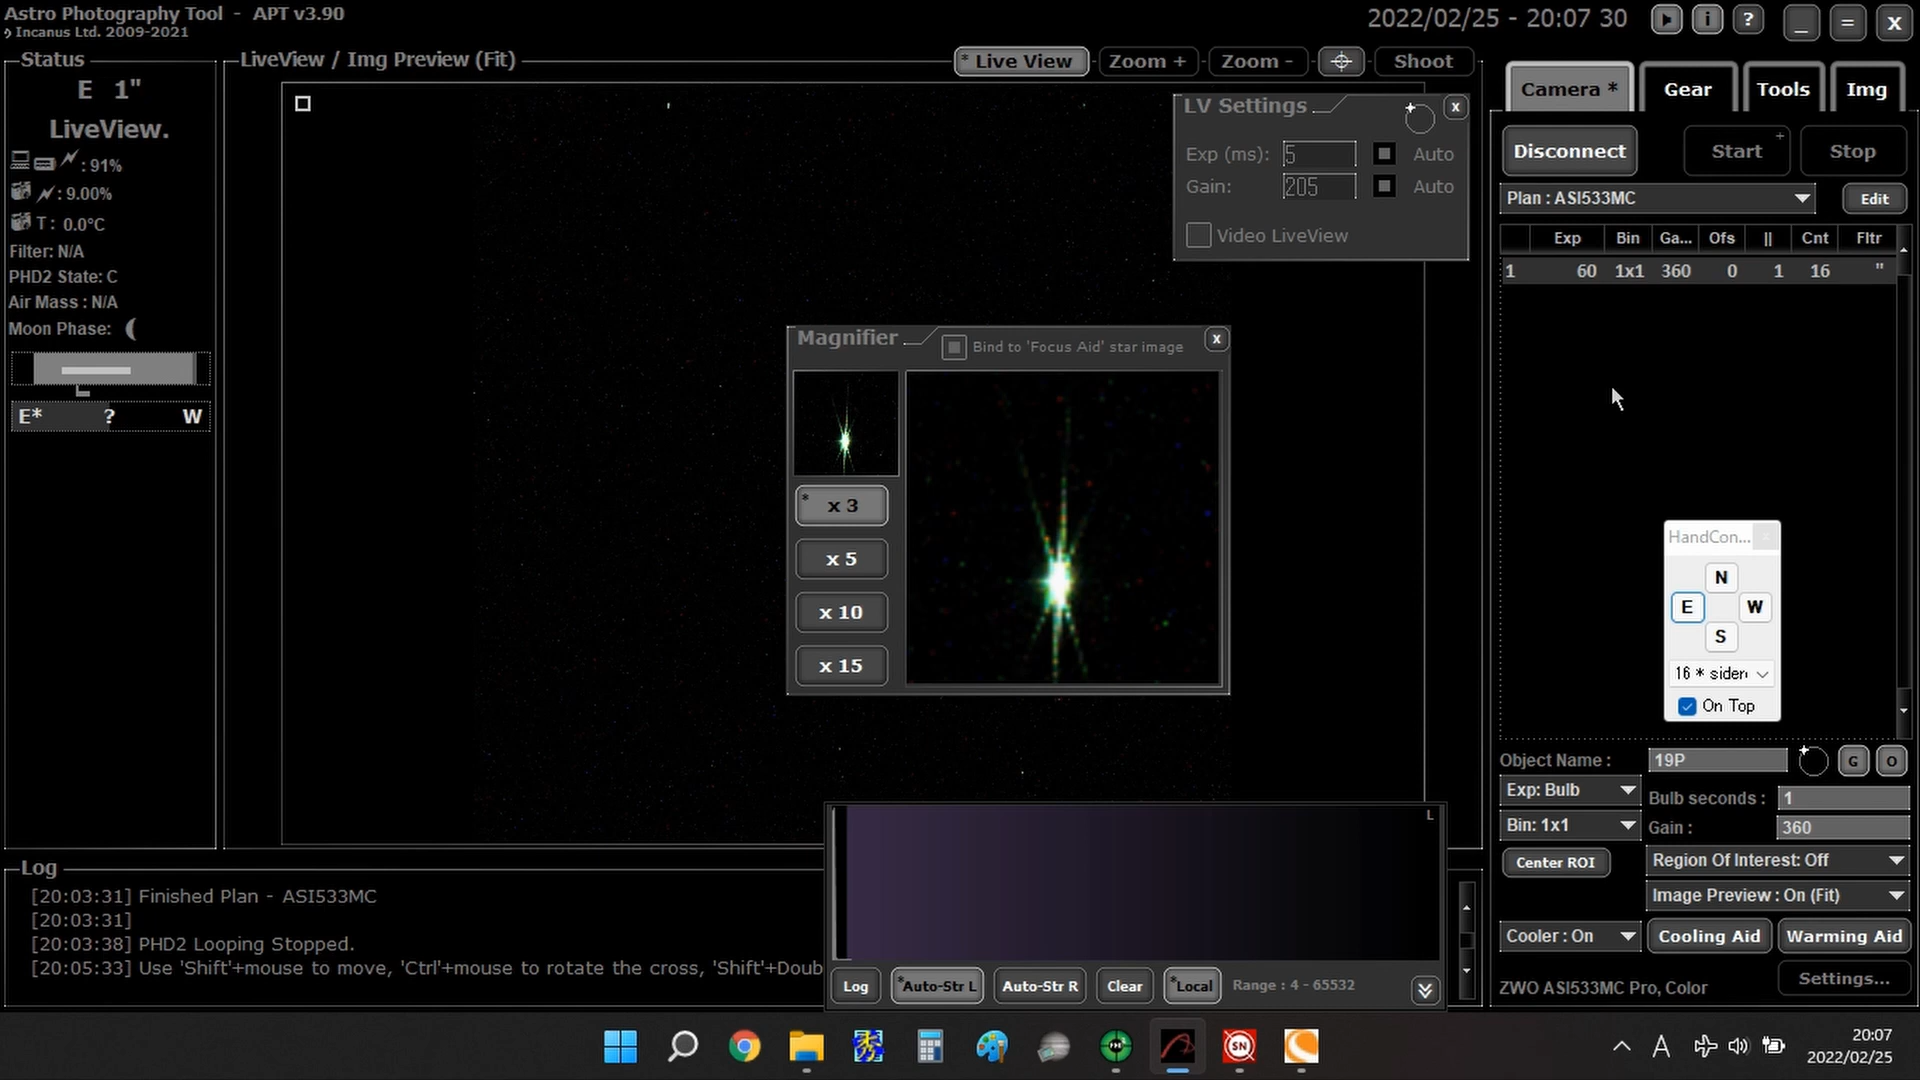 Astro Photography Tool - APT v3.90
Incanus Ltd. 2009-2021
2022/02/25 - 20:07 30
i
?
_
=
X
Status
E 1"
LiveView.
: 91%
: 9.00%
T : 0.0°C
Filter: N/A
PHD2 State: C
Air Mass : N/A
Moon Phase:
E* ? W
LiveView / Img Preview (Fit)
* Live View
Zoom +
Zoom -
Shoot
LV Settings
x
Exp (ms): 5 Auto
Gain: 205 Auto
Video LiveView
Magnifier
Bind to 'Focus Aid' star image
x
* x 3
x 5
x 10
x 15
Camera *
Gear
Tools
Img
Disconnect
Start +
Stop
Plan : ASI533MC
Edit
Exp Bin Ga... Ofs || Cnt Fltr
1 60 1x1 360 0 1 16 "
HandCon...
N
E W
S
16 * sider
On Top
Object Name : 19P
G
O
Exp: Bulb
Bulb seconds : 1
Bin: 1x1
Gain : 360
Center ROI
Region Of Interest: Off
Image Preview : On (Fit)
Cooler : On
Cooling Aid
Warming Aid
ZWO ASI533MC Pro, Color
Settings...
Log
[20:03:31] Finished Plan - ASI533MC
[20:03:31]
[20:03:38] PHD2 Looping Stopped.
[20:05:33] Use 'Shift'+mouse to move, 'Ctrl'+mouse to rotate the cross, 'Shift'+Doub
L
Log
*Auto-Str L
Auto-Str R
Clear
*Local
Range : 4 - 65532
秀
SN
A
20:07
2022/02/25